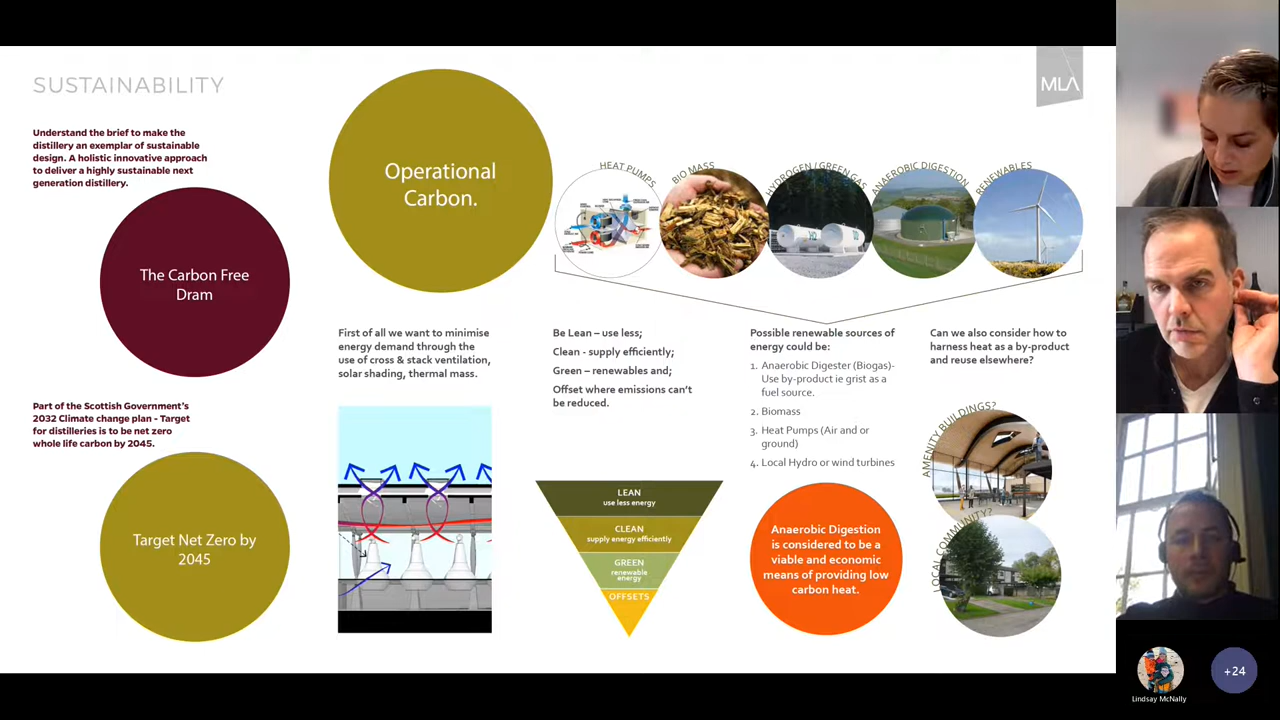 SUSTAINABILITY
MLA
Understand the brief to make the
distillery an exemplar of sustainable
design. A holistic innovative approach
to deliver a highly sustainable next
generation distillery.
The Carbon Free
Dram
Part of the Scottish Government's
2032 Climate change plan - Target
for distilleries is to be net zero
whole life carbon by 2045.
Target Net Zero by
2045
Operational
Carbon.
HEAT PUMPS
BIO MASS
HYDROGEN / GREEN GAS
ANAEROBIC DIGESTION
RENEWABLES
First of all we want to minimise
energy demand through the
use of cross & stack ventilation,
solar shading, thermal mass.
Be Lean – use less;
Clean - supply efficiently;
Green – renewables and;
Offset where emissions can't
be reduced.
LEAN
use less energy
CLEAN
supply energy efficiently
GREEN
renewable
energy
OFFSETS
Possible renewable sources of
energy could be:
1. Anaerobic Digester (Biogas)-
Use by-product ie grist as a
fuel source.
2. Biomass
3. Heat Pumps (Air and or
ground)
4. Local Hydro or wind turbines
Anaerobic Digestion
is considered to be a
viable and economic
means of providing low
carbon heat.
Can we also consider how to
harness heat as a by-product
and reuse elsewhere?
AMENITY BUILDINGS?
LOCAL COMMUNITY?
Lindsay McNally
+24